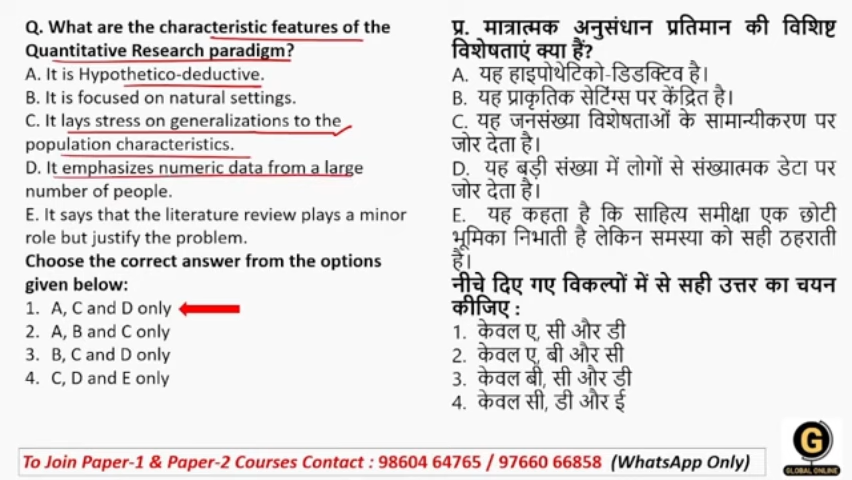 Q. What are the characteristic features of the
Quantitative Research paradigm?
A. It is Hypothetico-deductive.
B. It is focused on natural settings.
C. It lays stress on generalizations to the
population characteristics.
D. It emphasizes numeric data from a large
number of people.
E. It says that the literature review plays a minor
role but justify the problem.
Choose the correct answer from the options
given below:
1. A, C and D only
2. A, B and C only
3. B, C and D only
4. C, D and E only
प्र. मात्रात्मक अनुसंधान प्रतिमान की विशिष्ट
विशेषताएं क्या हैं?
A. यह हाइपोथेटिको-डिडक्टिव है।
B. यह प्राकृतिक सेटिंग्स पर केंद्रित है।
C. यह जनसंख्या विशेषताओं के सामान्यीकरण पर
जोर देता है।
D. यह बड़ी संख्या में लोगों से संख्यात्मक डेटा पर
जोर देता है।
E. यह कहता है कि साहित्य समीक्षा एक छोटी
भूमिका निभाती है लेकिन समस्या को सही ठहराती
है।
नीचे दिए गए विकल्पों में से सही उत्तर का चयन
कीजिए :
1. केवल ए, सी और डी
2. केवल ए, बी और सी
3. केवल बी, सी और डी
4. केवल सी, डी और ई
To Join Paper-1 & Paper-2 Courses Contact : 98604 64765 / 97660 66858 (WhatsApp Only)
G
GLOBAL ONLINE